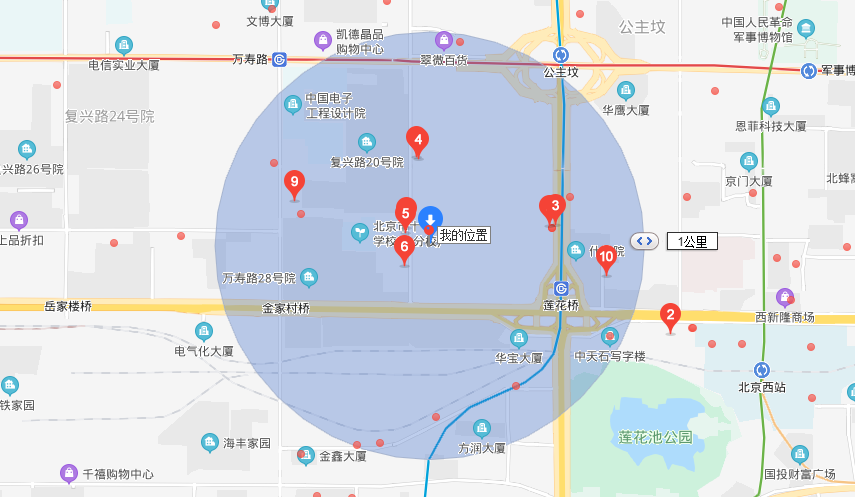 文博大厦
凯德晶品
购物中心
公主坟
中国人民革命
军事博物馆
电信实业大厦
万寿路
翠微百货
公主坟
军事博
复兴路24号院
中国电子
工程设计院
华鹰大厦
恩菲科技大厦
复兴路20号院
4
兴路26号院
京门大厦
北蜂窝
9
5
3
上品折扣
北京市十
学校
分校
我的位置
6
什
院
10
1公里
万寿路28号院
岳家楼桥
金家村桥
莲花桥
2
西新隆商场
电气化大厦
华宝大厦
中天石写字楼
北京西站
铁家园
海丰家园
金鑫大厦
方润大厦
莲花池公园
千禧购物中心
国投财富广场